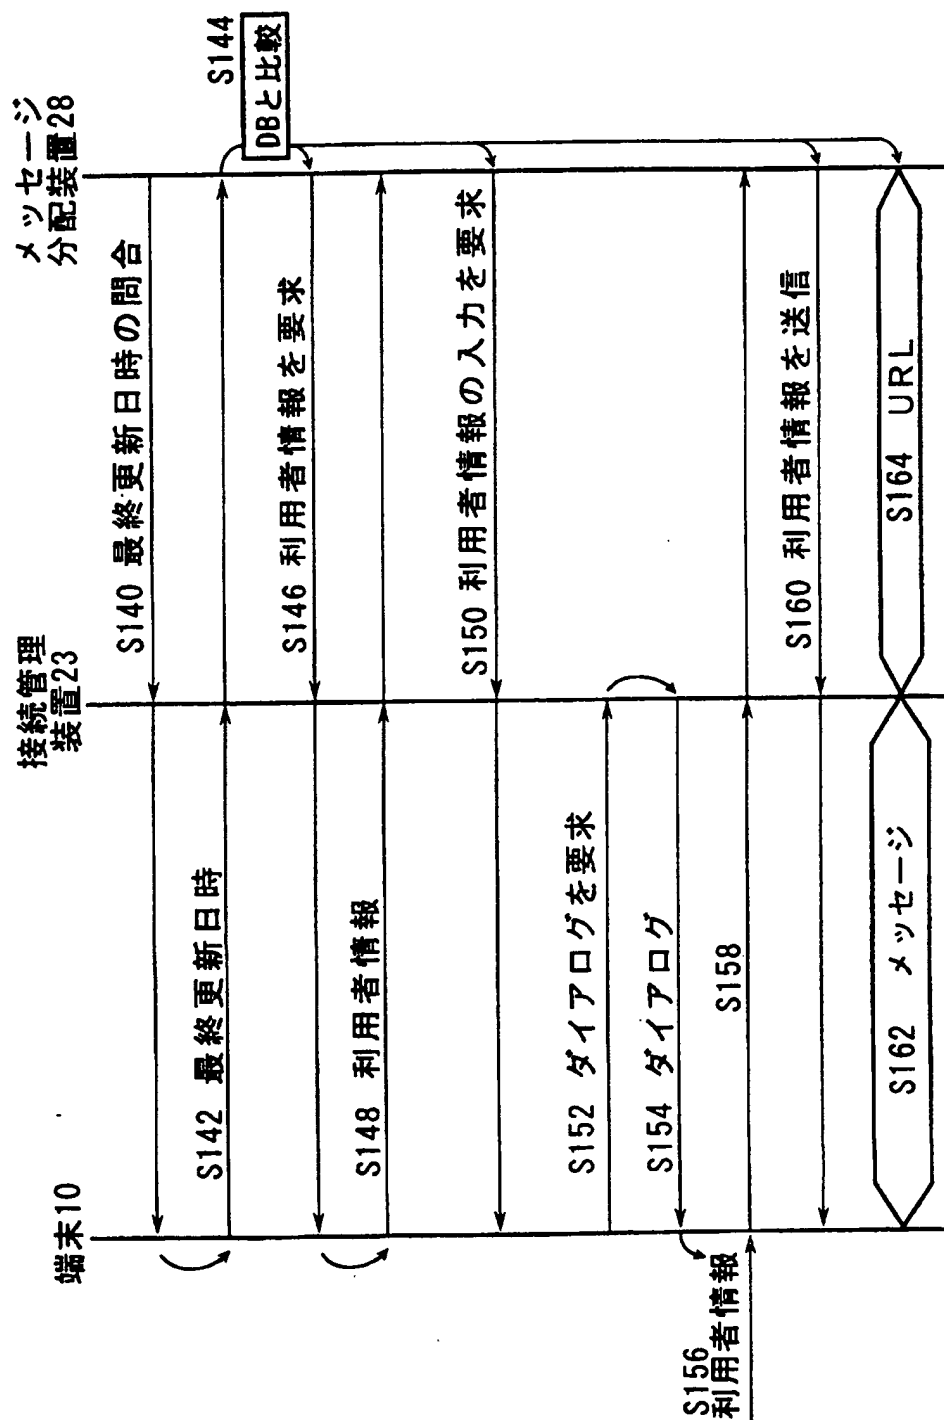 端末10
接続管理
装置23
メッセージ
分配装置28
S140 最終更新日時の問合
S142 最終更新日時
S144
DBと比較
S146 利用者情報を要求
S148 利用者情報
S150 利用者情報の入力を要求
S152 ダイアログを要求
S154 ダイアログ
S156
利用者情報
S158
S160 利用者情報を送信
S162 メッセージ
S164 URL